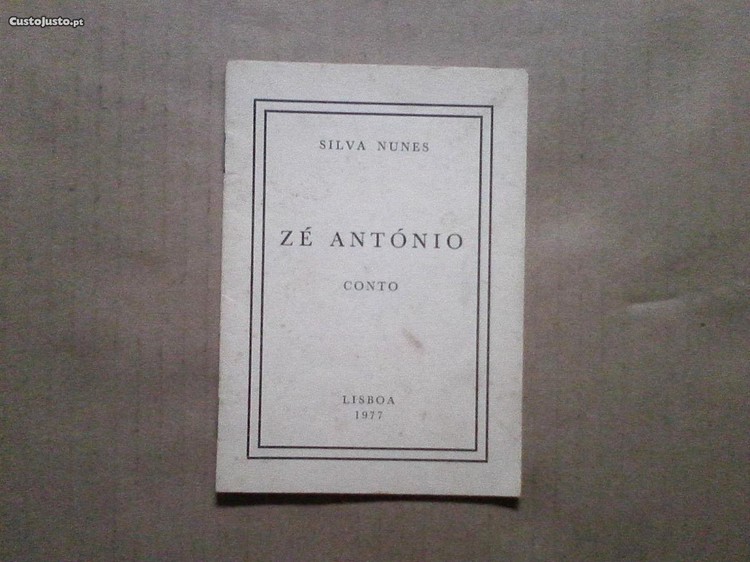 CustoJusto.pt
SILVA NUNES
ZÉ ANTÓNIO
CONTO
LISBOA
1977